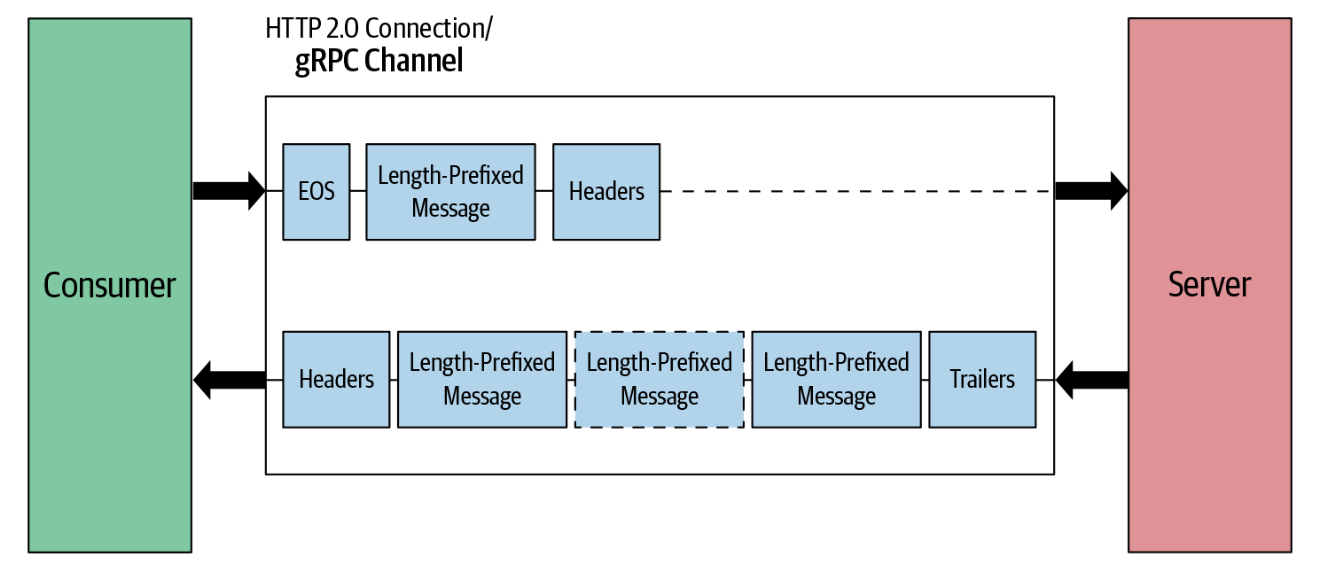 HTTP 2.0 Connection/
gRPC Channel
Consumer
EOS
Length-Prefixed
Message
Headers
Server
Headers
Length-Prefixed
Message
Length-Prefixed
Message
Length-Prefixed
Message
Trailers